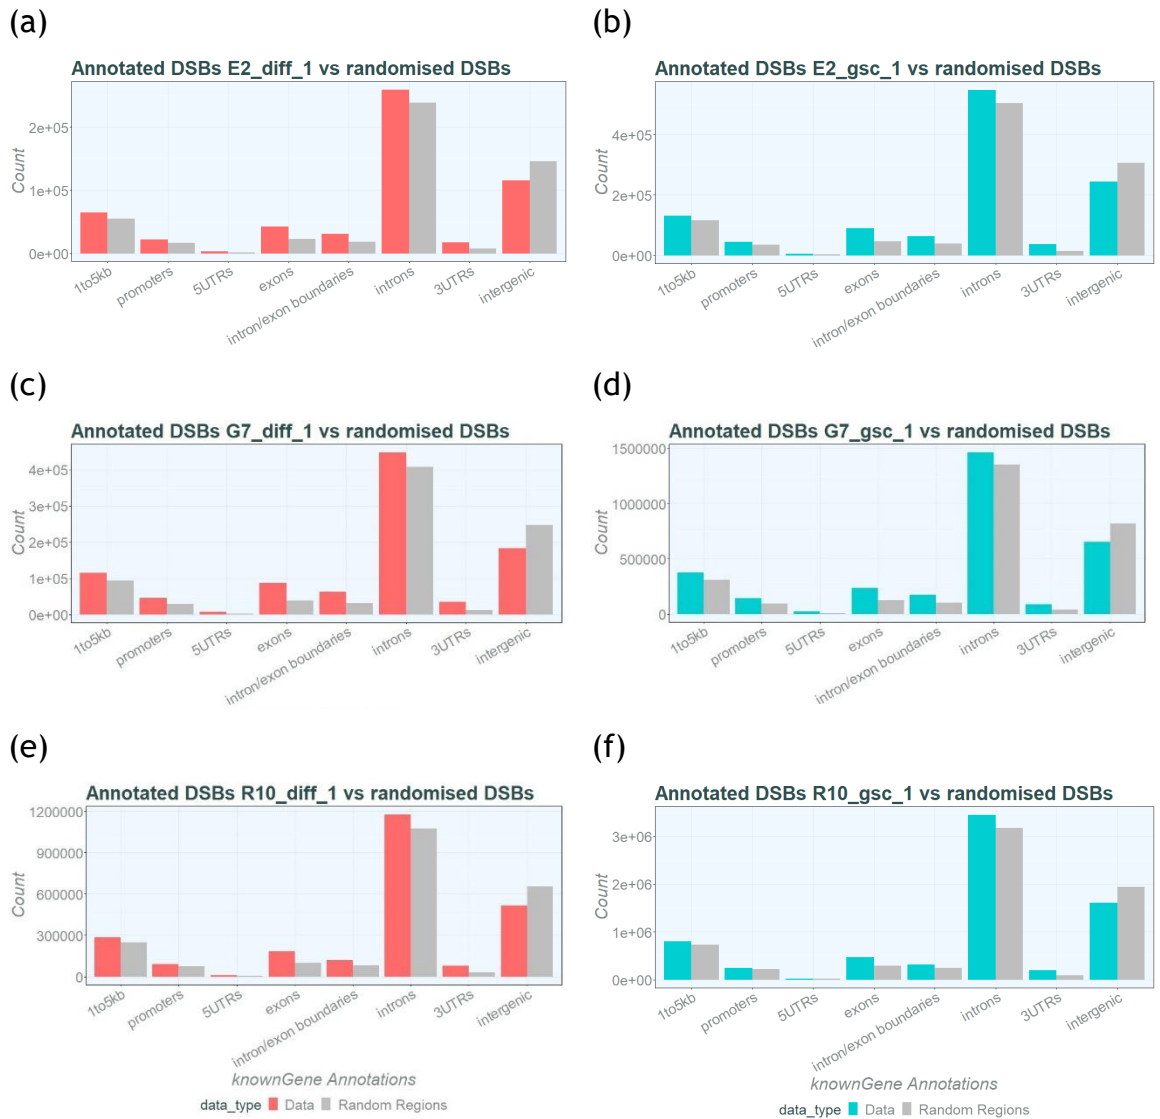 (a)
Annotated DSBs E2_diff_1 vs randomised DSBs
Count
2e+05
1e+05
0e+00
1to5kb
promoters
5UTRs
exons
intron/exon boundaries
introns
3UTRs
intergenic
(b)
Annotated DSBs E2_gsc_1 vs randomised DSBs
Count
4e+05
2e+05
0e+00
1to5kb
promoters
5UTRs
exons
intron/exon boundaries
introns
3UTRs
intergenic
(c)
Annotated DSBs G7_diff_1 vs randomised DSBs
Count
4e+05
3e+05
2e+05
1e+05
0e+00
1to5kb
promoters
5UTRs
exons
intron/exon boundaries
introns
3UTRs
intergenic
(d)
Annotated DSBs G7_gsc_1 vs randomised DSBs
Count
1500000
1000000
500000
0
1to5kb
promoters
5UTRs
exons
intron/exon boundaries
introns
3UTRs
intergenic
(e)
Annotated DSBs R10_diff_1 vs randomised DSBs
Count
1200000
900000
600000
300000
0
1to5kb
promoters
5UTRs
exons
intron/exon boundaries
introns
3UTRs
intergenic
knownGene Annotations
data_type Data Random Regions
(f)
Annotated DSBs R10_gsc_1 vs randomised DSBs
Count
3e+06
2e+06
1e+06
0e+00
1to5kb
promoters
5UTRs
exons
intron/exon boundaries
introns
3UTRs
intergenic
knownGene Annotations
data_type Data Random Regions